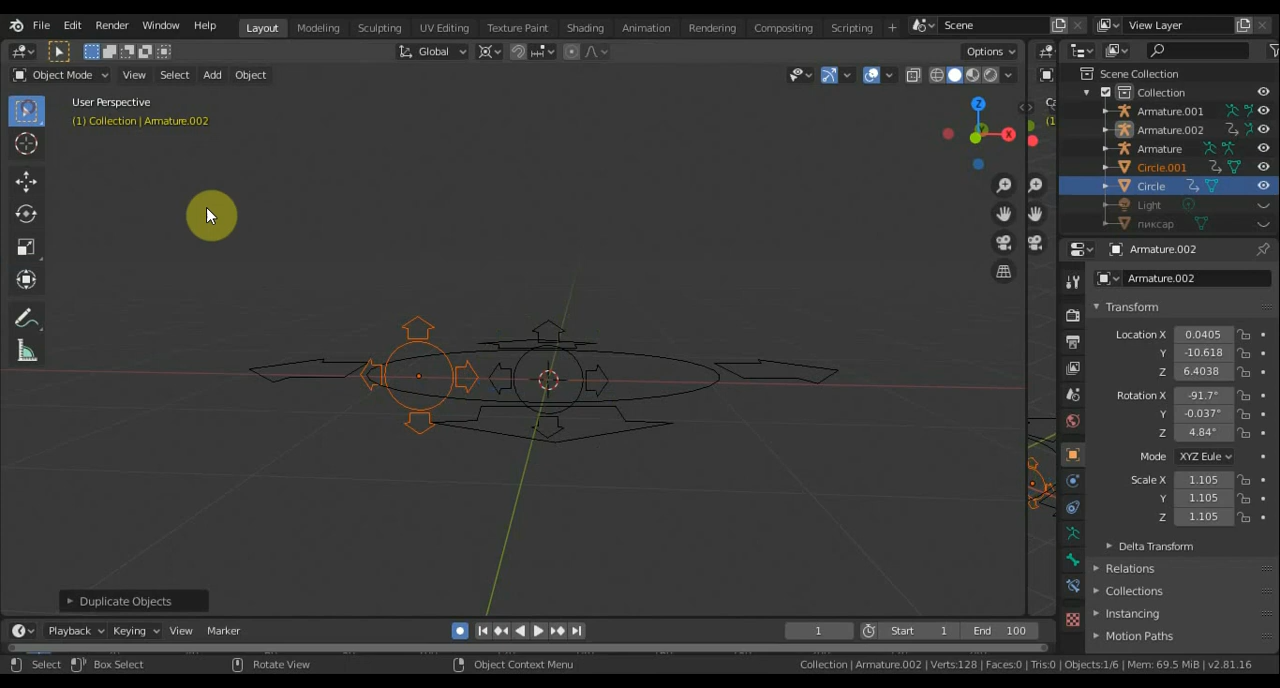 File Edit Render Window Help Layout Modeling Sculpting UV Editing Texture Paint Shading Animation Rendering Compositing Scripting Scene View Layer
Global Options
Object Mode View Select Add Object
User Perspective
(1) Collection | Armature.002
Z
X
Scene Collection
Collection
Armature.001
Armature.002
Armature
Circle.001
Circle
Light
пиксар
Armature.002
Armature.002
Transform
Location X 0.0405
Y -10.618
Z 6.4038
Rotation X -91.7°
Y -0.037°
Z 4.84°
Mode XYZ Eule
Scale X 1.105
Y 1.105
Z 1.105
Delta Transform
Relations
Collections
Instancing
Motion Paths
Duplicate Objects
Playback Keying View Marker 1 Start 1 End 100
Select Box Select Rotate View Object Context Menu Collection | Armature.002 | Verts:128 | Faces:0 | Tris:0 | Objects:1/6 | Mem: 69.5 MiB | v2.81.16